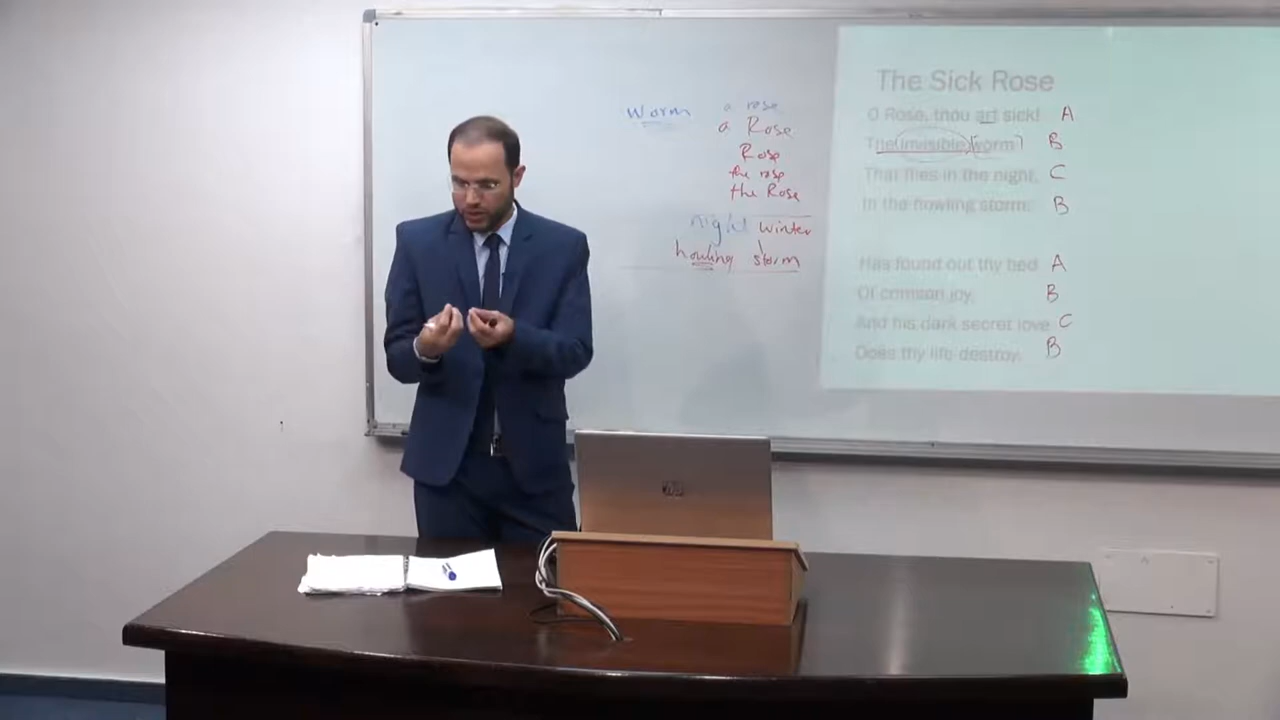 worm a rose
a Rose
Rose
the rose
the Rose
night winter
howling storm
The Sick Rose
O Rose, thou art sick! A
The (invisible) [worm] B
That flies in the night, C
In the howling storm: B
Has found out thy bed A
Of crimson joy, B
And his dark secret love C
Does thy life destroy. B
hp